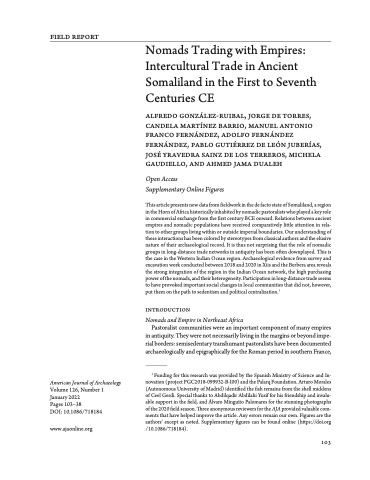 FIELD REPORT
Nomads Trading with Empires:
Intercultural Trade in Ancient
Somaliland in the First to Seventh
Centuries CE
ALFREDO GONZÁLEZ-RUIBAL, JORGE DE TORRES,
CANDELA MARTÍNEZ BARRIO, MANUEL ANTONIO
FRANCO FERNÁNDEZ, ADOLFO FERNÁNDEZ
FERNÁNDEZ, PABLO GUTIÉRREZ DE LEÓN JUBERÍAS,
JOSÉ YRAVEDRA SAINZ DE LOS TERREROS, MICHELA
GAUDIELLO, AND AHMED JAMA DUALEH
Open Access
Supplementary Online Figures
This article presents new data from fieldwork in the de facto state of Somaliland, a region
in the Horn of Africa historically inhabited by nomadic pastoralists who played a key role
in commercial exchange from the first century BCE onward. Relations between ancient
empires and nomadic populations have received comparatively little attention in rela-
tion to other groups living within or outside imperial boundaries. Our understanding of
these interactions has been colored by stereotypes from classical authors and the elusive
nature of their archaeological record. It is thus not surprising that the role of nomadic
groups in long-distance trade networks in antiquity has been often downplayed. This is
the case in the Western Indian Ocean region. Archaeological evidence from survey and
excavation work conducted between 2018 and 2020 in Xiis and the Berbera area reveals
the strong integration of the region in the Indian Ocean network, the high purchasing
power of the nomads, and their heterogeneity. Participation in long-distance trade seems
to have provoked important social changes in local communities that did not, however,
put them on the path to sedentism and political centralization.¹
INTRODUCTION
Nomads and Empire in Northeast Africa
Pastoralist communities were an important component of many empires
in antiquity. They were not necessarily living in the margins or beyond impe-
rial borders: semisedentary transhumant pastoralists have been documented
archaeologically and epigraphically for the Roman period in southern France,
¹ Funding for this research was provided by the Spanish Ministry of Science and In-
novation (project PGC2018-099932-B-I00) and the Palarq Foundation. Arturo Morales
(Autonomous University of Madrid) identified the fish remains from the shell middens
of Ceel Gerdi. Special thanks to Abdikadir Abdilahi Yusif for his friendship and invalu-
able support in the field, and Álvaro Minguito Palomares for the stunning photographs
of the 2020 field season. Three anonymous reviewers for the AJA provided valuable com-
ments that have helped improve the article. Any errors remain our own. Figures are the
authors' except as noted. Supplementary figures can be found online (https://doi.org
/10.1086/718184).
American Journal of Archaeology
Volume 126, Number 1
January 2022
Pages 103–38
DOI: 10.1086/718184
www.ajaonline.org
103